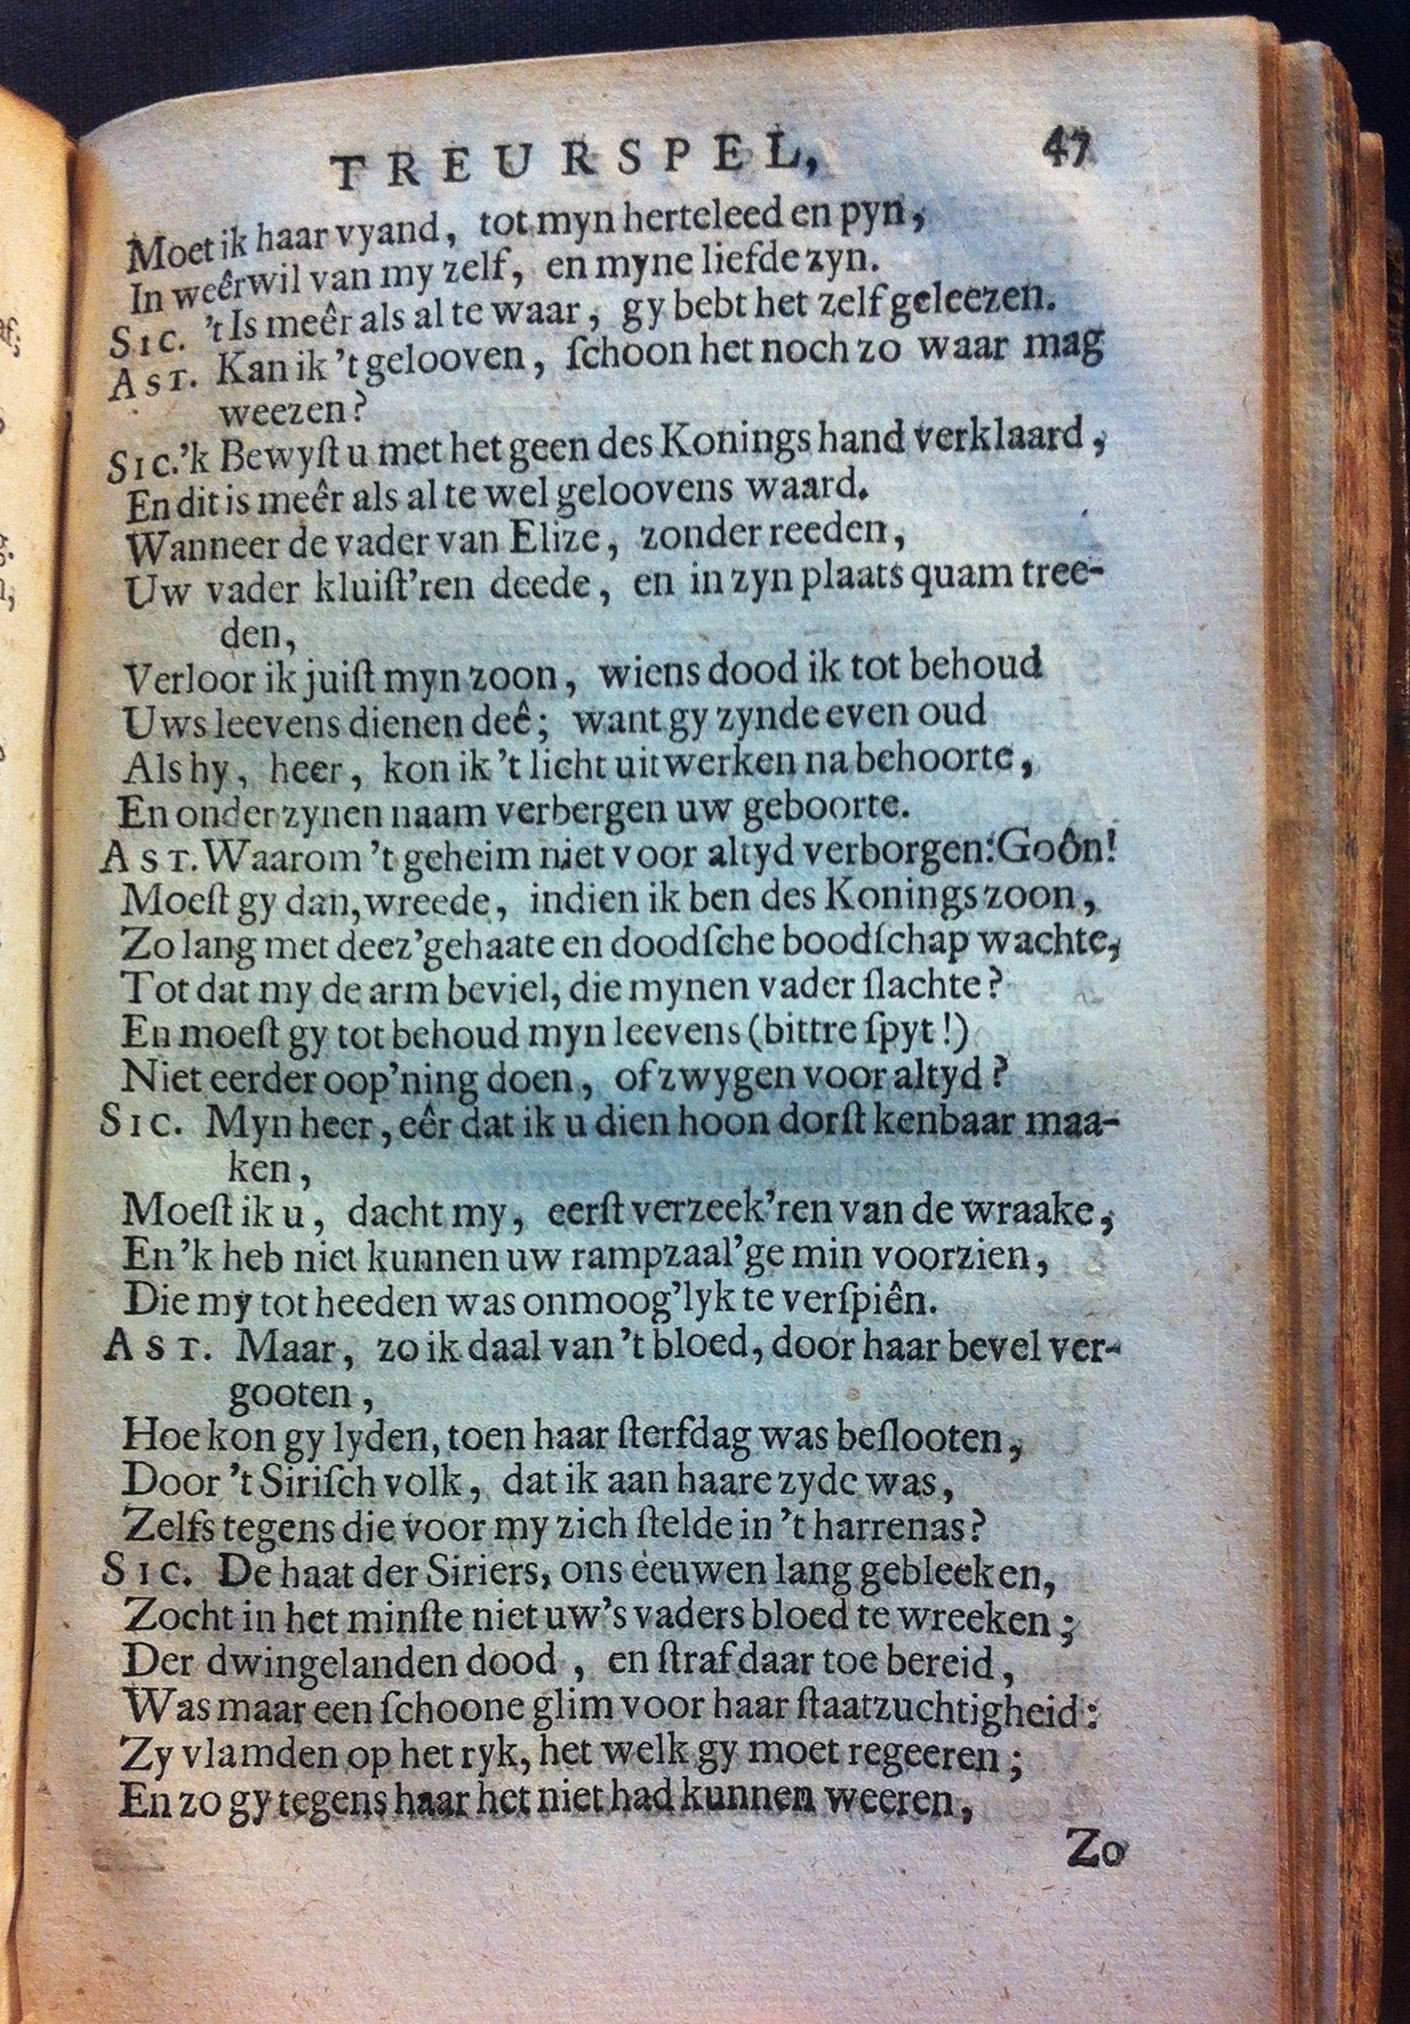 TREURSPEL, 47
Moet ik haar vyand, tot myn herteleed en pyn,
In weêrwil van my zelf, en myne liefde zyn.
SIC. 't Is meêr als al te waar, gy bebt het zelf geleezen.
AST. Kan ik 't gelooven, ſchoon het noch zo waar mag
weezen?
SIC. 'k Bewyſt u met het geen des Konings hand verklaard,
En dit is meêr als al te wel geloovens waard.
Wanneer de vader van Elize, zonder reeden,
Uw vader kluiſt'ren deede, en in zyn plaats quam tree-
den,
Verloor ik juiſt myn zoon, wiens dood ik tot behoud
Uws leevens dienen deê; want gy zynde even oud
Als hy, heer, kon ik 't licht uitwerken na behoorte,
En onder zynen naam verbergen uw geboorte.
AST. Waarom 't geheim niet voor altyd verborgen? Goôn!
Moeſt gy dan, wreede, indien ik ben des Konings zoon,
Zo lang met deez' gehaate en doodſche boodſchap wachte,
Tot dat my de arm beviel, die mynen vader ſlachte?
En moeſt gy tot behoud myn leevens (bittre ſpyt!)
Niet eerder oop'ning doen, of zwygen voor altyd?
SIC. Myn heer, eêr dat ik u dien hoon dorſt kenbaar maa-
ken,
Moeſt ik u, dacht my, eerſt verzeek'ren van de wraake,
En 'k heb niet kunnen uw rampzaal'ge min voorzien,
Die my tot heeden was onmoog'lyk te verſpiên.
AST. Maar, zo ik daal van 't bloed, door haar bevel ver-
gooten,
Hoe kon gy lyden, toen haar ſterfdag was beſlooten,
Door 't Siriſch volk, dat ik aan haare zyde was,
Zelfs tegens die voor my zich ſtelde in 't harrenas?
SIC. De haat der Siriers, ons eeuwen lang gebleeken,
Zocht in het minſte niet uw's vaders bloed te wreeken;
Der dwingelanden dood, en ſtraf daar toe bereid,
Was maar een ſchoone glim voor haar ſtaatzuchtigheid:
Zy vlamden op het ryk, het welk gy moet regeeren;
En zo gy tegens haar het niet had kunnen weeren,
Zo